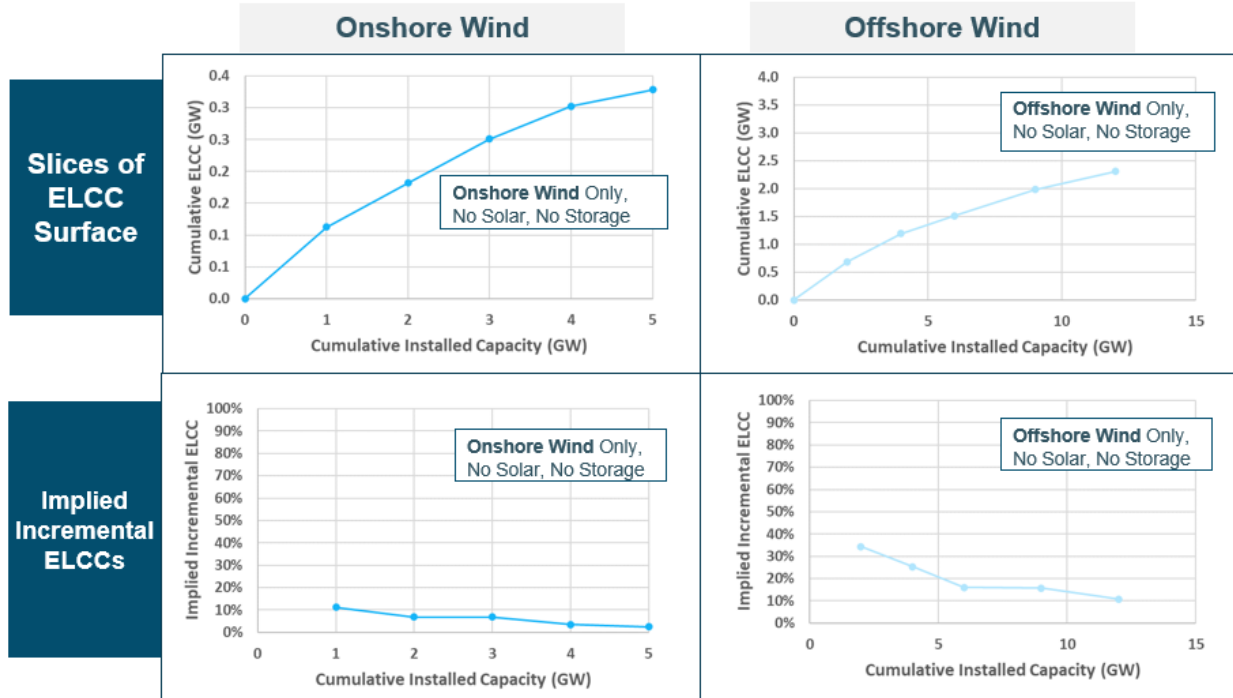 Onshore Wind
Offshore Wind
Slices of
ELCC
Surface
Cumulative ELCC (GW)
0.4
0.3
0.3
0.2
0.2
0.1
0.1
0.0
0 1 2 3 4 5
Cumulative Installed Capacity (GW)
Onshore Wind Only,
No Solar, No Storage
Cumulative ELCC (GW)
4.0
3.5
3.0
2.5
2.0
1.5
1.0
0.5
0.0
0 5 10 15
Cumulative Installed Capacity (GW)
Offshore Wind Only,
No Solar, No Storage
Implied
Incremental
ELCCs
Implied Incremental ELCC
100%
90%
80%
70%
60%
50%
40%
30%
20%
10%
0%
0 1 2 3 4 5
Cumulative Installed Capacity (GW)
Onshore Wind Only,
No Solar, No Storage
Implied Incremental ELCC
100%
90%
80%
70%
60%
50%
40%
30%
20%
10%
0%
0 5 10 15
Cumulative Installed Capacity (GW)
Offshore Wind Only,
No Solar, No Storage